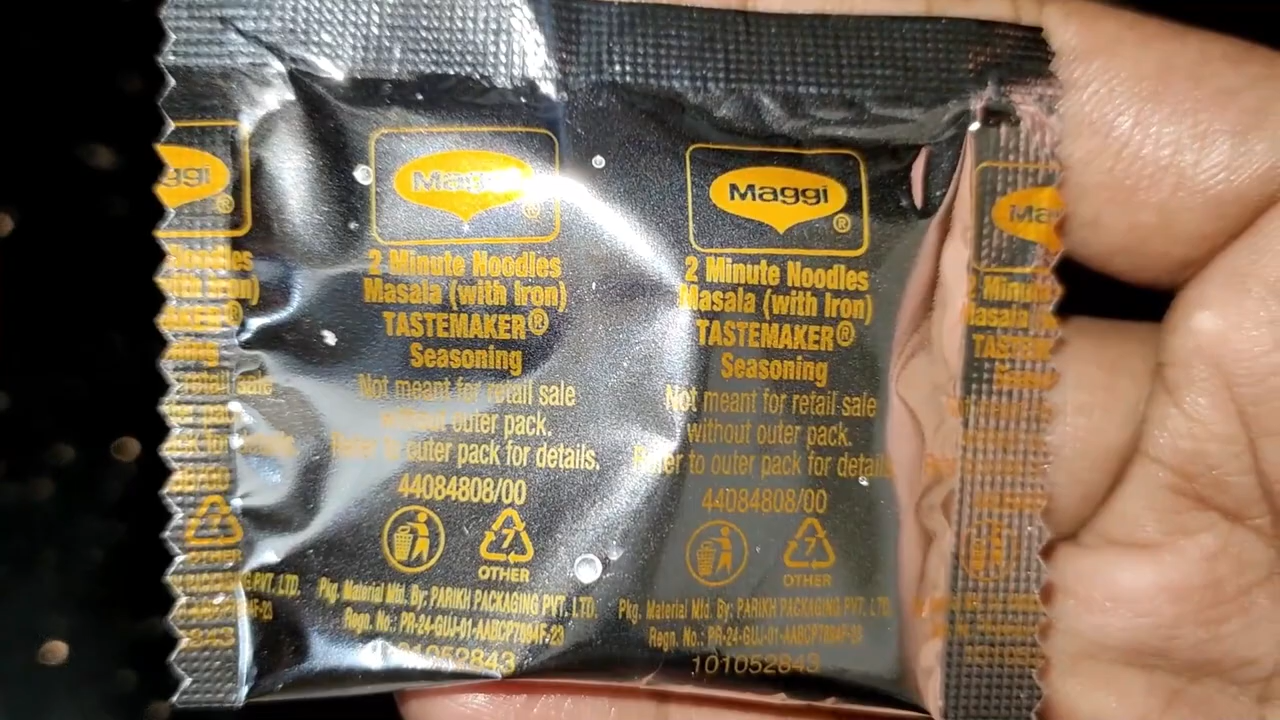 Maggi
®
2 Minute Noodles
Masala (with Iron)
TASTEMAKER®
Seasoning
Not meant for retail sale
without outer pack.
Refer to outer pack for details.
44084808/00
7
OTHER
Pkg. Material Mfd. By: PARIKH PACKAGING PVT. LTD.
Regn. No.: PR-24-GUJ-01-AABCP7894F-23
101052843
Maggi
®
2 Minute Noodles
Masala (with Iron)
TASTEMAKER®
Seasoning
Not meant for retail sale
without outer pack.
Refer to outer pack for details
44084808/00
7
OTHER
Pkg. Material Mfd. By: PARIKH PACKAGING PVT. LTD
Regn. No.: PR-24-GUJ-01-AABCP7894F-23
101052843